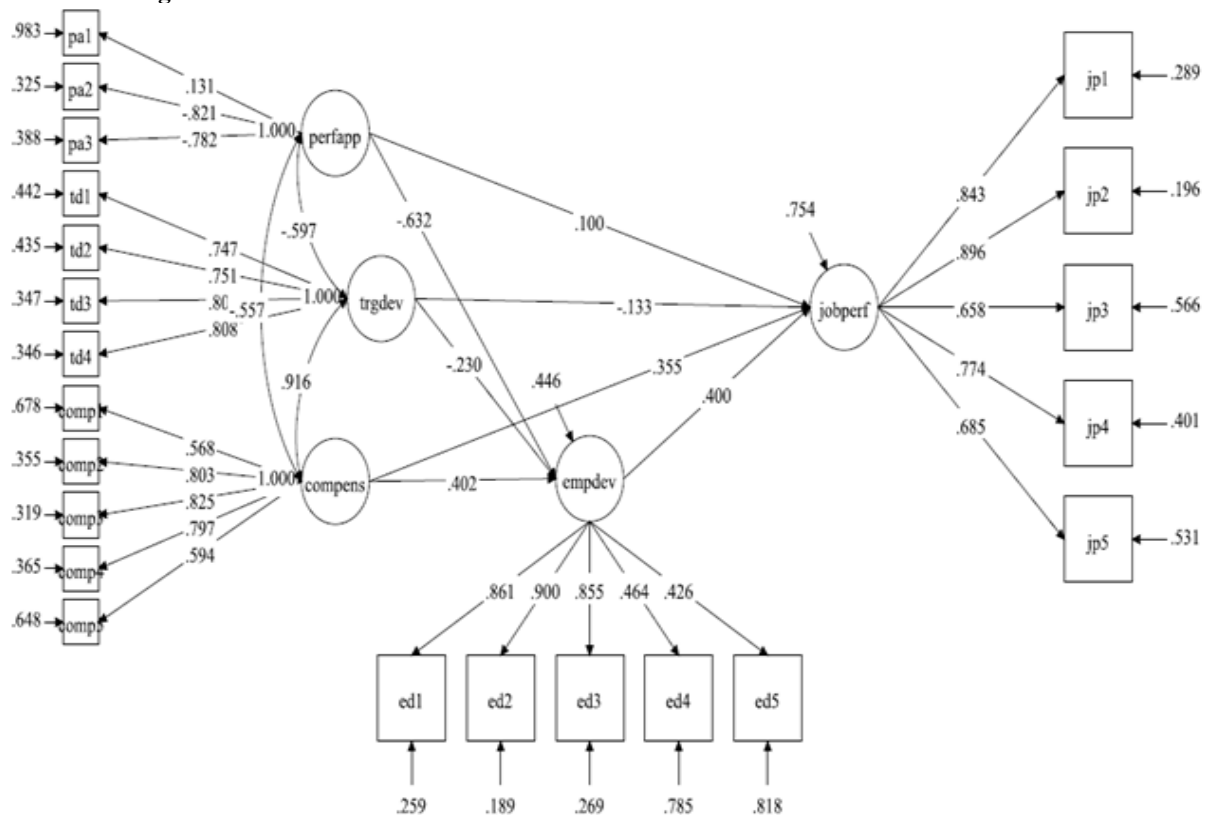 .983 pa1
.131
.325 pa2
-.821
.388 pa3
-.782
1.000 perfapp
.442 td1
.747
.435 td2
.751
.347 td3
.346 td4
.808
1.000 trgdev
-.597
-.557
.916
.678
.568
.355 comp2
.803
.319
.825
.365 comp4
.797
.648
.594
1.000 compens
-.632
.100
-.133
-.230
.355
.402
.400
.446
empdev
.754
jobperf
.843 jp1 .289
.896 jp2 .196
.658 jp3 .566
.774 jp4 .401
.685 jp5 .531
.861 .900 .855 .464 .426
ed1 ed2 ed3 ed4 ed5
.259 .189 .269 .785 .818